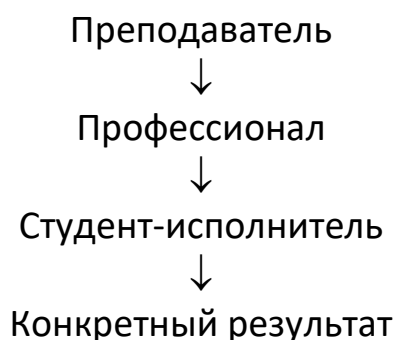 Преподаватель
↓
Профессионал
↓
Студент-исполнитель
↓
Конкретный результат